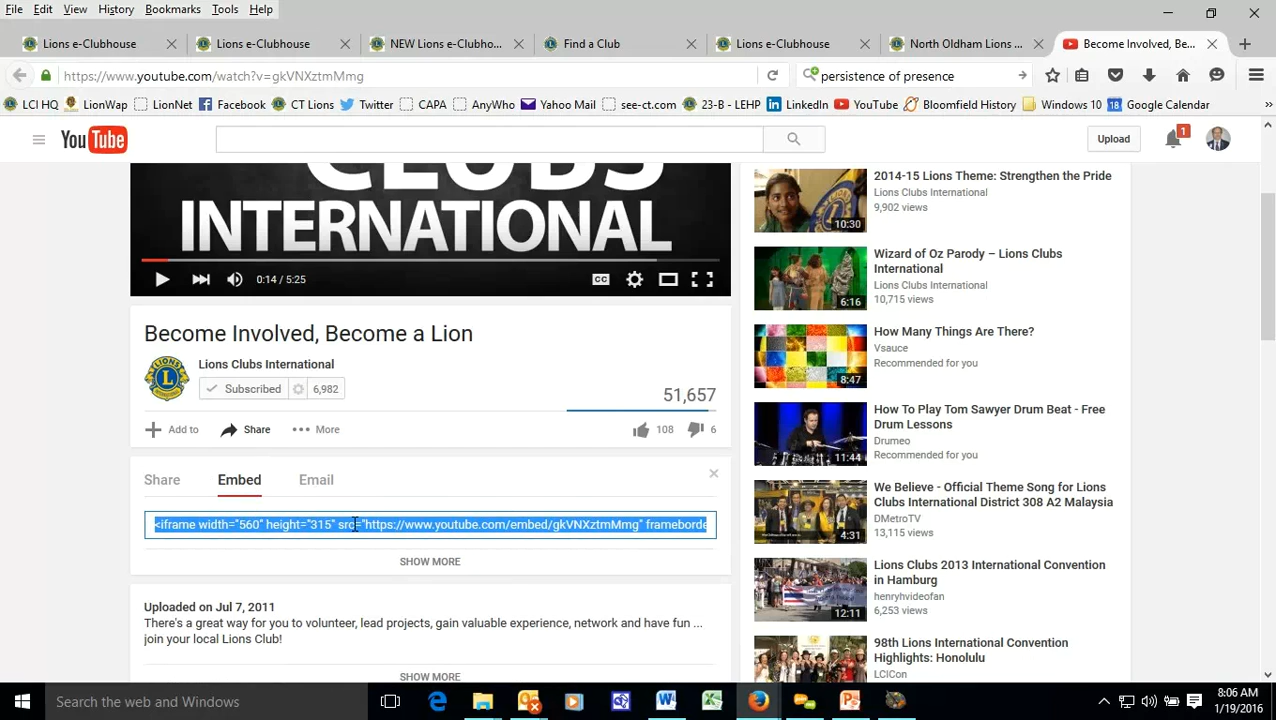 File Edit View History Bookmarks Tools Help
Lions e-Clubhouse Lions e-Clubhouse NEW Lions e-Clubho... Find a Club Lions e-Clubhouse North Oldham Lions ... Become Involved, Be...
https://www.youtube.com/watch?v=gkVNXztmMmg persistence of presence
LCI HQ LionWap LionNet Facebook CT Lions Twitter CAPA AnyWho Yahoo Mail see-ct.com 23-B - LEHP LinkedIn YouTube Bloomfield History Windows 10 18 Google Calendar »
YouTube Upload 1
CLUBS
INTERNATIONAL
0:14 / 5:25 CC
Become Involved, Become a Lion
Lions Clubs International
Subscribed 6,982
51,657
Add to Share More 108 6
Share Embed Email
<iframe width="560" height="315" src="https://www.youtube.com/embed/gkVNXztmMmg" frameborde
SHOW MORE
Uploaded on Jul 7, 2011
There's a great way for you to volunteer, lead projects, gain valuable experience, network and have fun ...
join your local Lions Club!
SHOW MORE
2014-15 Lions Theme: Strengthen the Pride
Lions Clubs International
9,902 views
10:30
Wizard of Oz Parody – Lions Clubs
International
Lions Clubs International
10,715 views
6:16
How Many Things Are There?
Vsauce
Recommended for you
8:47
How To Play Tom Sawyer Drum Beat - Free
Drum Lessons
Drumeo
Recommended for you
11:44
We Believe - Official Theme Song for Lions
Clubs International District 308 A2 Malaysia
DMetroTV
13,115 views
4:31
Lions Clubs 2013 International Convention
in Hamburg
henryhvideofan
6,253 views
12:11
98th Lions International Convention
Highlights: Honolulu
LCICon
Search the web and Windows
8:08 AM
1/19/2016